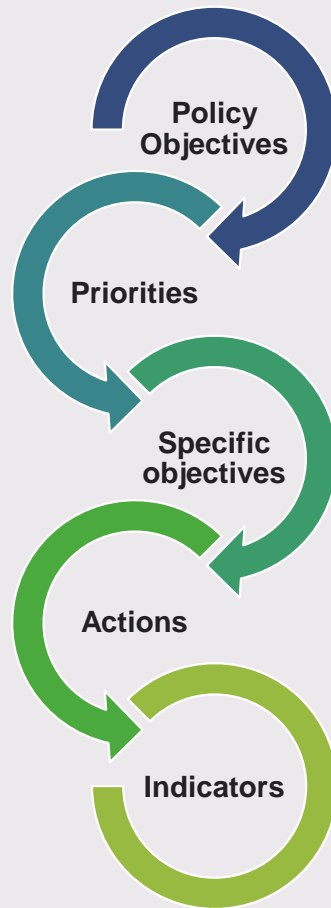 Policy
Objectives
Priorities
Specific
objectives
Actions
Indicators